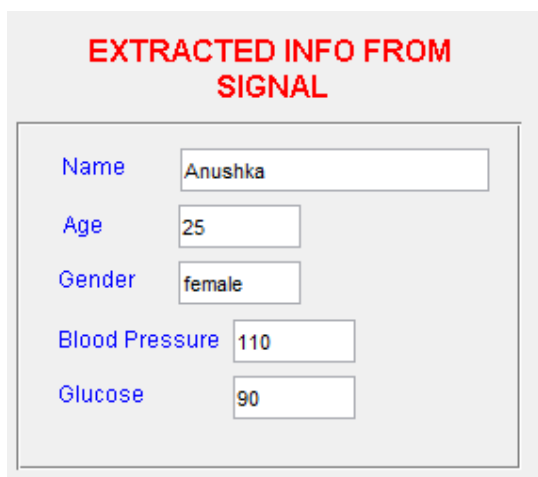 EXTRACTED INFO FROM
SIGNAL
Name Anushka
Age 25
Gender female
Blood Pressure 110
Glucose 90